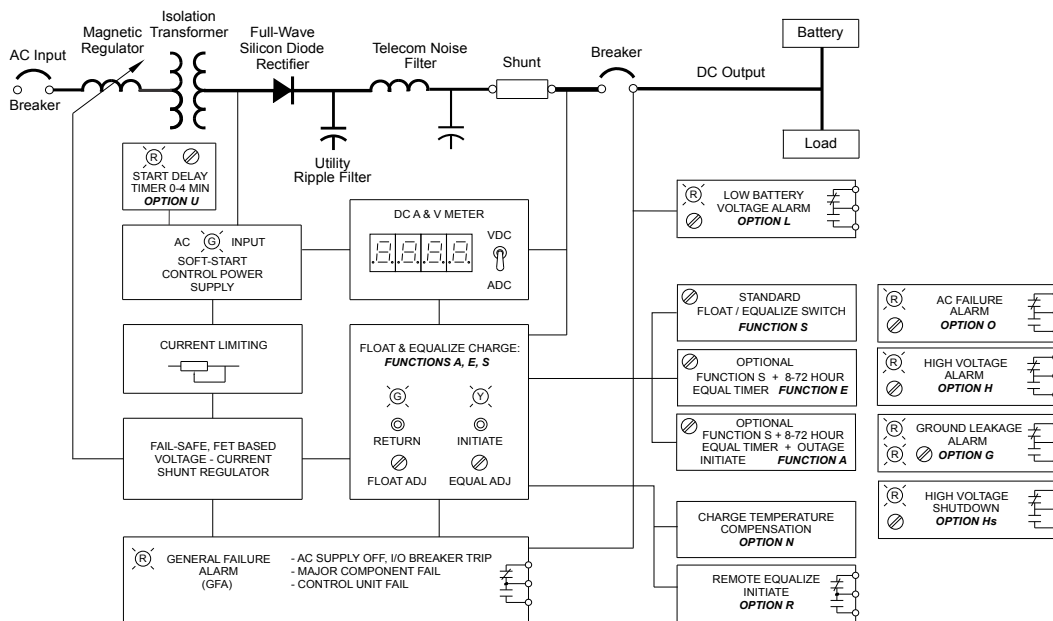 AC Input
Breaker
Magnetic
Regulator
Isolation
Transformer
Full-Wave
Silicon Diode
Rectifier
Utility
Ripple Filter
Telecom Noise
Filter
Shunt
Breaker
DC Output
Battery
Load
R
START DELAY
TIMER 0-4 MIN
OPTION U
AC G INPUT
SOFT-START
CONTROL POWER
SUPPLY
DC A & V METER
8.8.8.8.
VDC
ADC
CURRENT LIMITING
FAIL-SAFE, FET BASED
VOLTAGE - CURRENT
SHUNT REGULATOR
FLOAT & EQUALIZE CHARGE:
FUNCTIONS A, E, S
G Y
RETURN INITIATE
FLOAT ADJ EQUAL ADJ
R
GENERAL FAILURE
ALARM
(GFA)
- AC SUPPLY OFF, I/O BREAKER TRIP
- MAJOR COMPONENT FAIL
- CONTROL UNIT FAIL
R
LOW BATTERY
VOLTAGE ALARM
OPTION L
STANDARD
FLOAT / EQUALIZE SWITCH
FUNCTION S
OPTIONAL
FUNCTION S + 8-72 HOUR
EQUAL TIMER FUNCTION E
OPTIONAL
FUNCTION S + 8-72 HOUR
EQUAL TIMER + OUTAGE
INITIATE FUNCTION A
CHARGE TEMPERATURE
COMPENSATION
OPTION N
REMOTE EQUALIZE
INITIATE
OPTION R
R
AC FAILURE
ALARM
OPTION O
R
HIGH VOLTAGE
ALARM
OPTION H
R
R
GROUND LEAKAGE
ALARM
OPTION G
R
HIGH VOLTAGE
SHUTDOWN
OPTION Hs